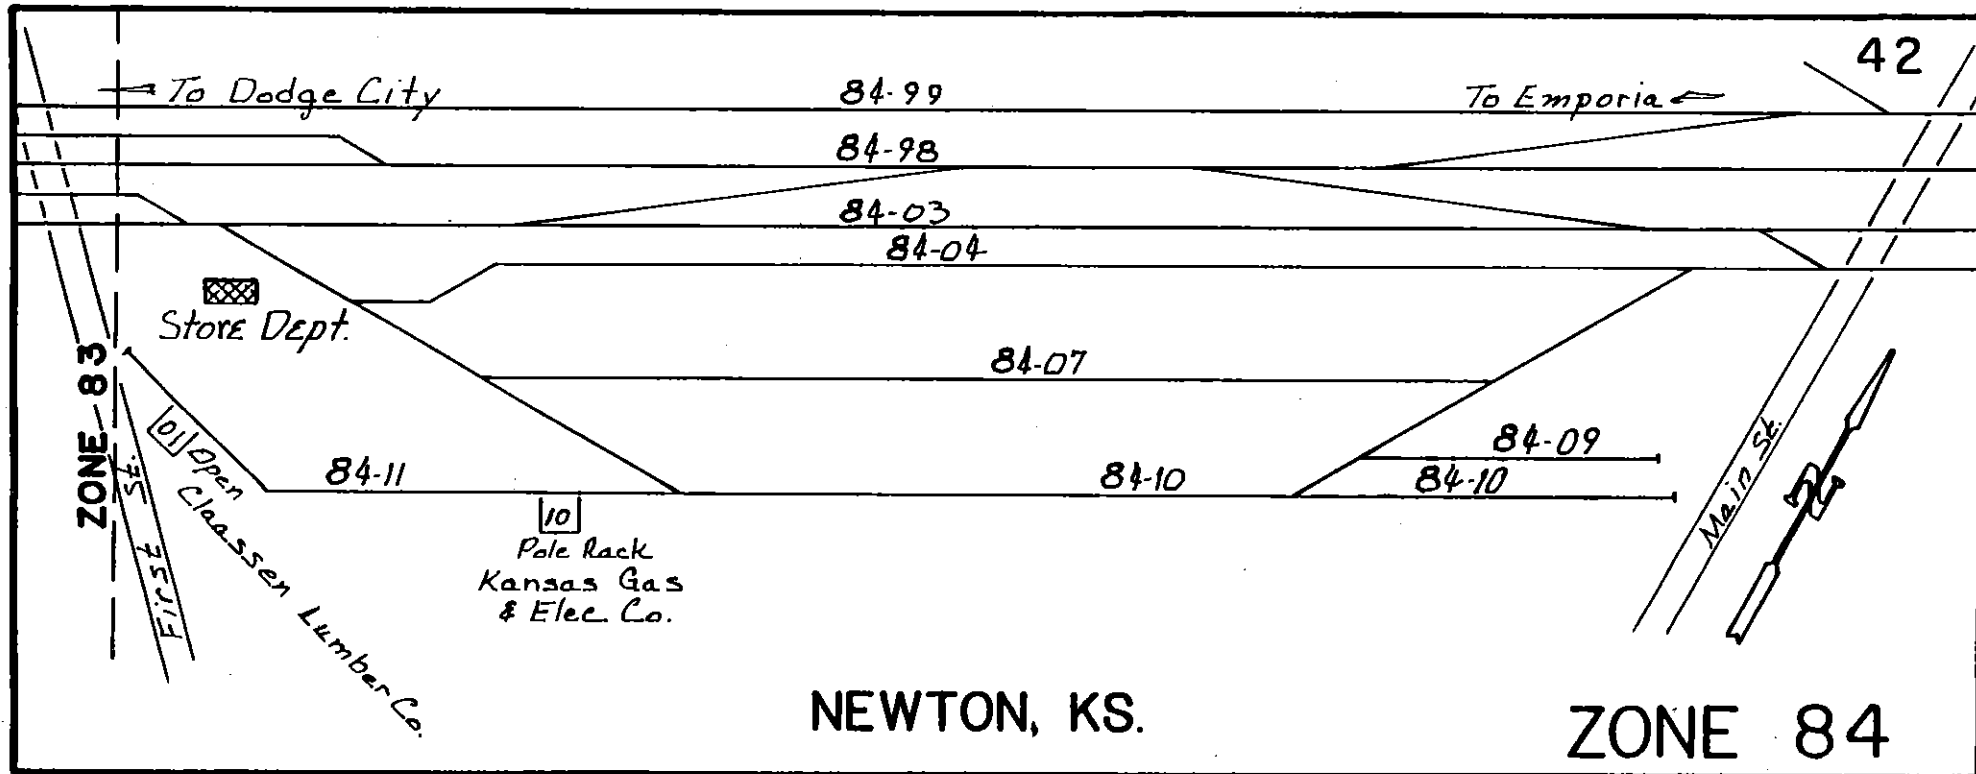 42
To Dodge City
84-99
To Emporia
84-98
84-03
84-04
Store Dept.
ZONE 83
84-07
01
Open
Claassen Lumber Co.
First St.
84-11
84-10
84-09
84-10
10
Pole Rack
Kansas Gas
& Elec. Co.
Main St.
N
NEWTON, KS.
ZONE 84